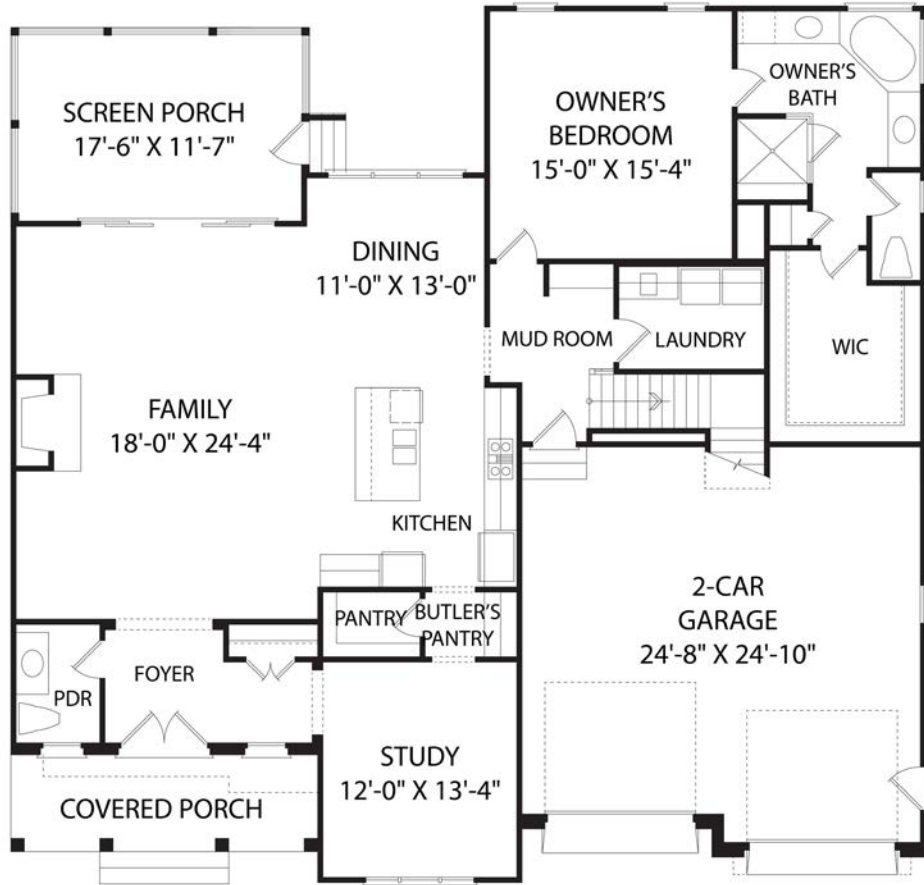 SCREEN PORCH
17'-6" X 11'-7"
OWNER'S
BEDROOM
15'-0" X 15'-4"
OWNER'S
BATH
DINING
11'-0" X 13'-0"
MUD ROOM
LAUNDRY
WIC
FAMILY
18'-0" X 24'-4"
KITCHEN
PANTRY
BUTLER'S
PANTRY
2-CAR
GARAGE
24'-8" X 24'-10"
FOYER
PDR
STUDY
12'-0" X 13'-4"
COVERED PORCH